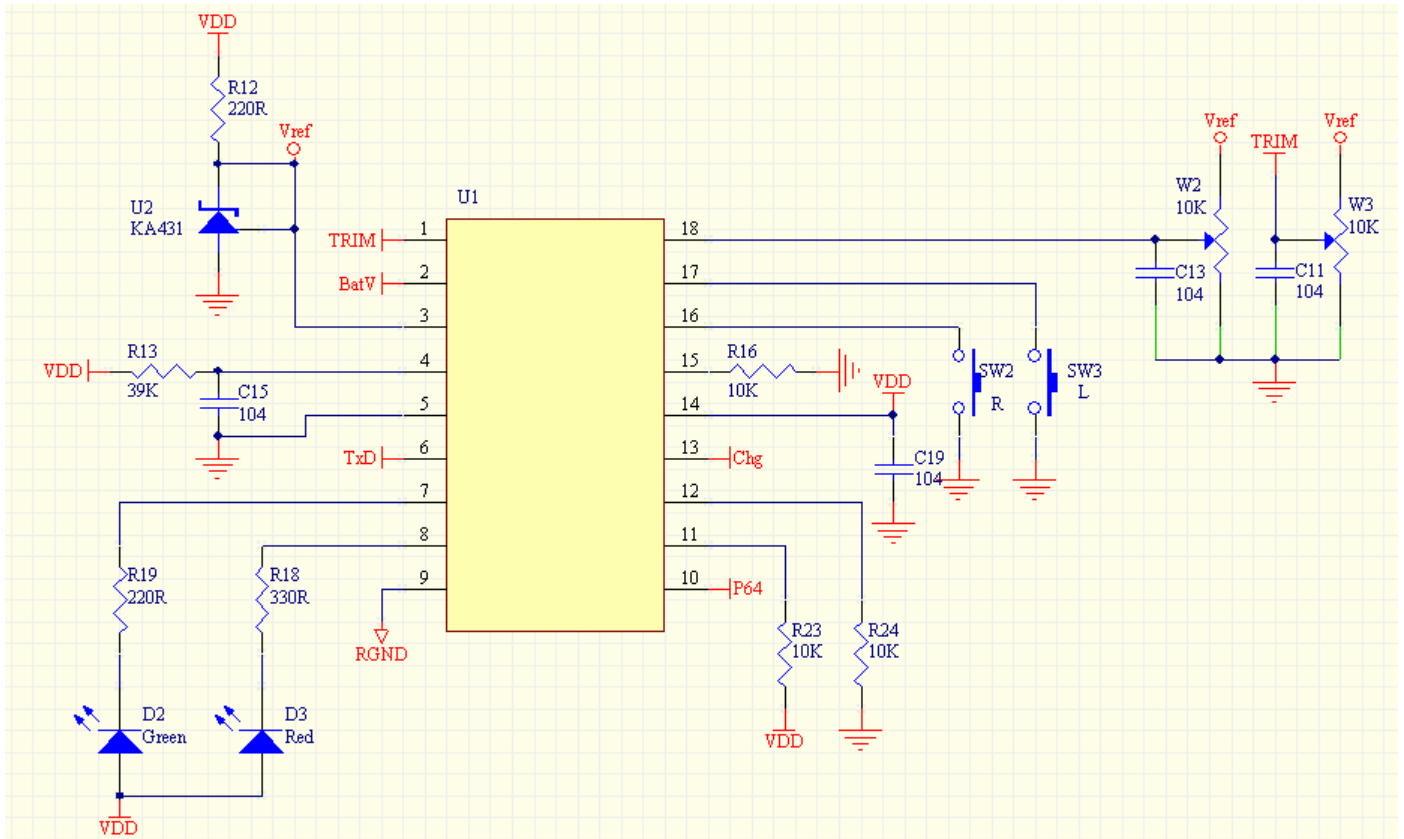 VDD
R12
220R
Vref
U2
KA431
U1
TRIM
BatV
VDD
R13
39K
C15
104
TxD
R19
220R
R18
330R
RGND
D2
Green
D3
Red
VDD
1
2
3
4
5
6
7
8
9
18
17
16
15
14
13
12
11
10
R16
10K
VDD
Chg
C19
104
P64
R23
10K
R24
10K
VDD
SW2
R
SW3
L
Vref
TRIM
Vref
W2
10K
W3
10K
C13
104
C11
104